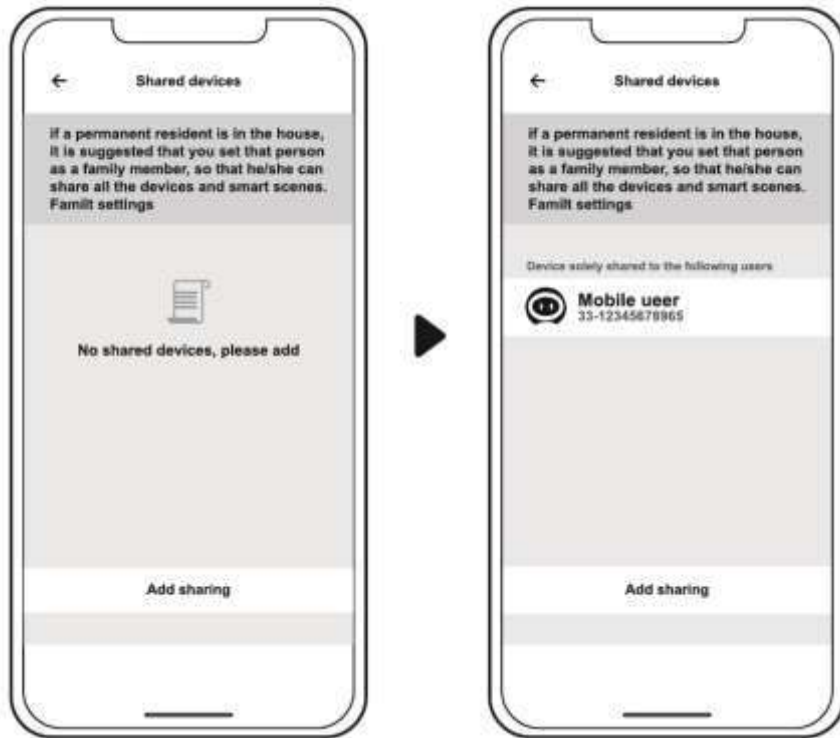 Shared devices
if a permanent resident is in the house,
it is suggested that you set that person
as a family member, so that he/she can
share all the devices and smart scenes.
Familt settings
No shared devices, please add
Add sharing
Shared devices
if a permanent resident is in the house,
it is suggested that you set that person
as a family member, so that he/she can
share all the devices and smart scenes.
Familt settings
Device solely shared to the following users
Mobile ueer
33-12345678965
Add sharing